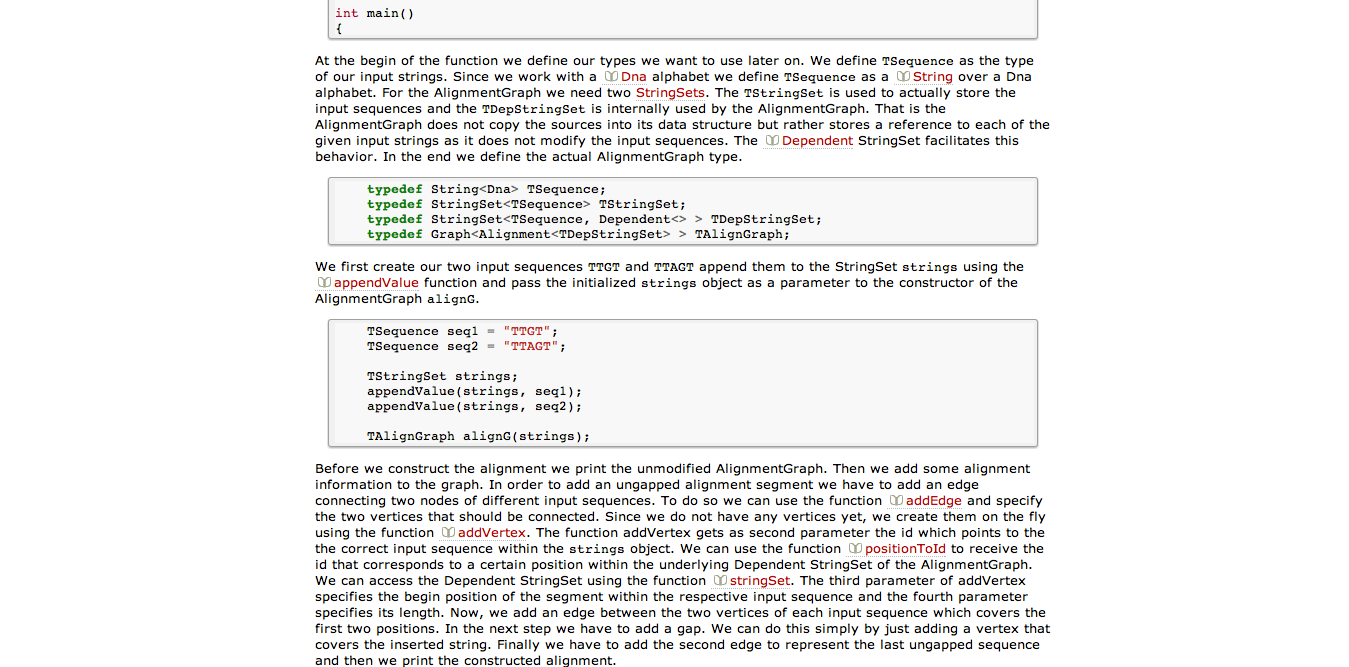 int main()
{
At the begin of the function we define our types we want to use later on. We define TSequence as the type
of our input strings. Since we work with a Dna alphabet we define TSequence as a String over a Dna
alphabet. For the AlignmentGraph we need two StringSets. The TStringSet is used to actually store the
input sequences and the TDepStringSet is internally used by the AlignmentGraph. That is the
AlignmentGraph does not copy the sources into its data structure but rather stores a reference to each of the
given input strings as it does not modify the input sequences. The Dependent StringSet facilitates this
behavior. In the end we define the actual AlignmentGraph type.
typedef String<Dna> TSequence;
typedef StringSet<TSequence> TStringSet;
typedef StringSet<TSequence, Dependent<> > TDepStringSet;
typedef Graph<Alignment<TDepStringSet> > TAlignGraph;
We first create our two input sequences TTGT and TTAGT append them to the StringSet strings using the
appendValue function and pass the initialized strings object as a parameter to the constructor of the
AlignmentGraph alignG.
TSequence seq1 = "TTGT";
TSequence seq2 = "TTAGT";
TStringSet strings;
appendValue(strings, seq1);
appendValue(strings, seq2);
TAlignGraph alignG(strings);
Before we construct the alignment we print the unmodified AlignmentGraph. Then we add some alignment
information to the graph. In order to add an ungapped alignment segment we have to add an edge
connecting two nodes of different input sequences. To do so we can use the function addEdge and specify
the two vertices that should be connected. Since we do not have any vertices yet, we create them on the fly
using the function addVertex. The function addVertex gets as second parameter the id which points to the
the correct input sequence within the strings object. We can use the function positionToId to receive the
id that corresponds to a certain position within the underlying Dependent StringSet of the AlignmentGraph.
We can access the Dependent StringSet using the function stringSet. The third parameter of addVertex
specifies the begin position of the segment within the respective input sequence and the fourth parameter
specifies its length. Now, we add an edge between the two vertices of each input sequence which covers the
first two positions. In the next step we have to add a gap. We can do this simply by just adding a vertex that
covers the inserted string. Finally we have to add the second edge to represent the last ungapped sequence
and then we print the constructed alignment.